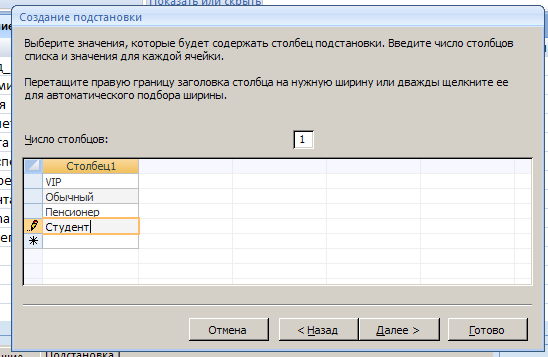 Показать или скрыть
Создание подстановки
Выберите значения, которые будет содержать столбец подстановки. Введите число столбцов
списка и значения для каждой ячейки.
Перетащите правую границу заголовка столбца на нужную ширину или дважды щелкните ее
для автоматического подбора ширины.
Число столбцов: 1
Столбец1
VIP
Обычный
Пенсионер
Студент
Отмена < Назад Далее > Готово
Подстановка